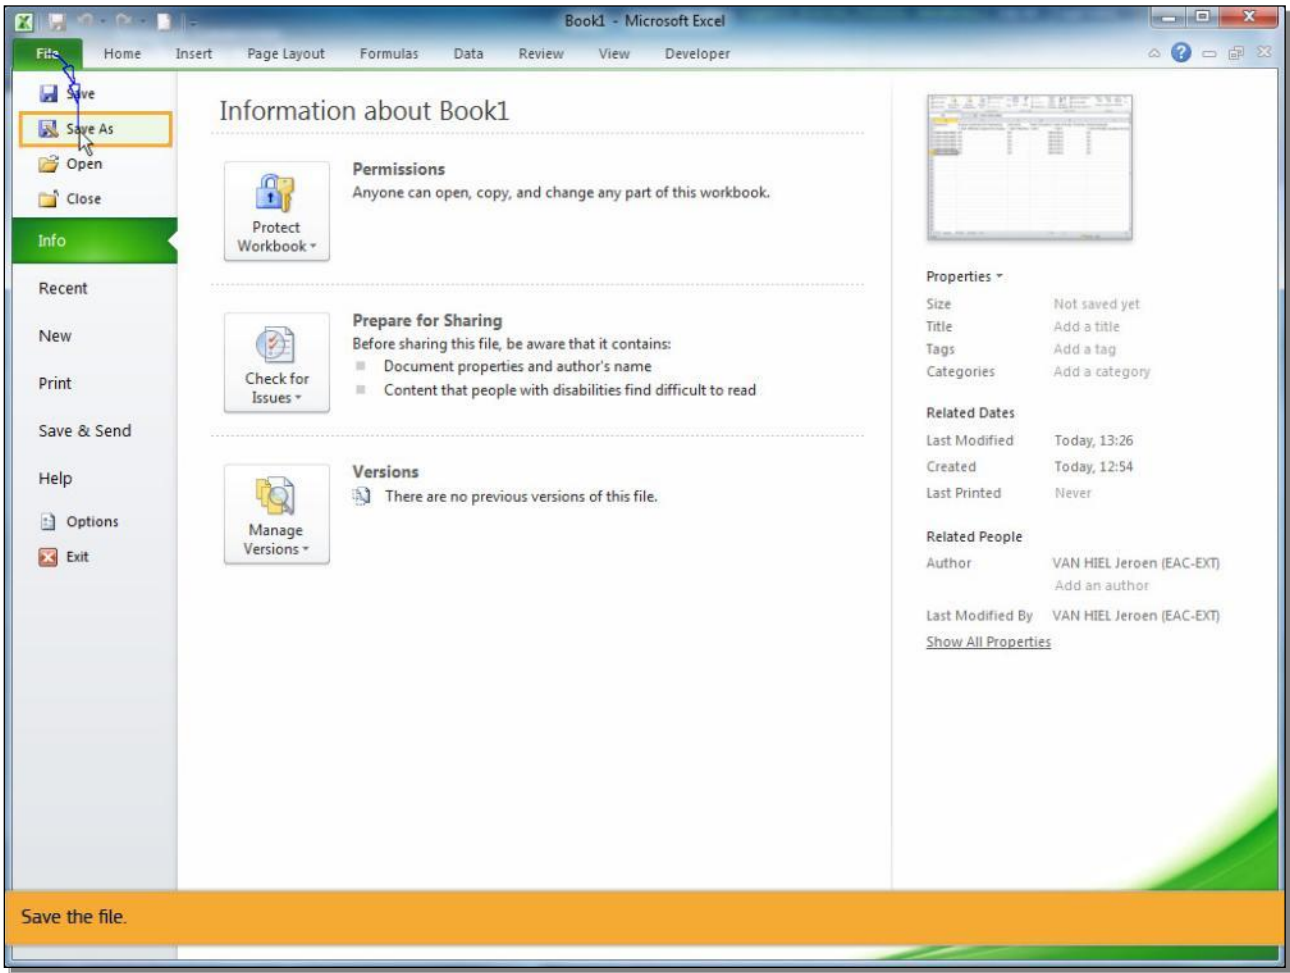 Book1 - Microsoft Excel
File Home Insert Page Layout Formulas Data Review View Developer
Save
Save As
Open
Close
Info
Recent
New
Print
Save & Send
Help
Options
Exit
Information about Book1
Protect
Workbook
Permissions
Anyone can open, copy, and change any part of this workbook.
Check for
Issues
Prepare for Sharing
Before sharing this file, be aware that it contains:
Document properties and author's name
Content that people with disabilities find difficult to read
Manage
Versions
Versions
There are no previous versions of this file.
Properties
Size Not saved yet
Title Add a title
Tags Add a tag
Categories Add a category
Related Dates
Last Modified Today, 13:26
Created Today, 12:54
Last Printed Never
Related People
Author VAN HIEL Jeroen (EAC-EXT)
Add an author
Last Modified By VAN HIEL Jeroen (EAC-EXT)
Show All Properties
Save the file.